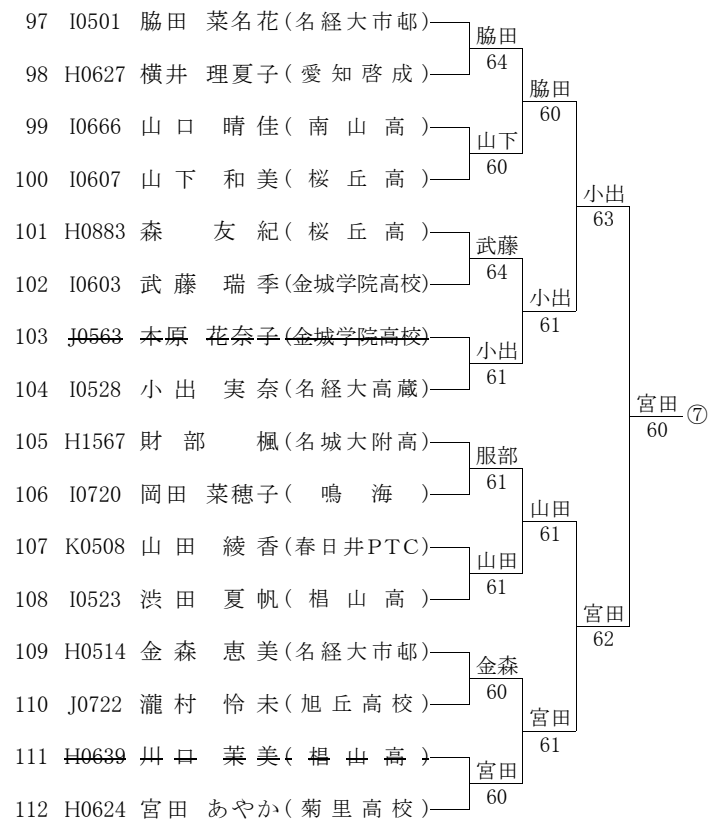 97 I0501 脇田 菜名花(名経大市邨)
98 H0627 横井 理夏子(愛知啓成)
99 I0666 山口 晴佳(南山高)
100 I0607 山下 和美(桜丘高)
101 H0883 森 友紀(桜丘高)
102 I0603 武藤 瑞季(金城学院高校)
103 J0563 木原 花奈子(金城学院高校)
104 I0528 小出 実奈(名経大高蔵)
105 H1567 財部 楓(名城大附高)
106 I0720 岡田 菜穂子(鳴海)
107 K0508 山田 綾香(春日井PTC)
108 I0523 渋田 夏帆(椙山高)
109 H0514 金森 恵美(名経大市邨)
110 J0722 瀧村 怜未(旭丘高校)
111 H0639 川口 茉美(椙山高)
112 H0624 宮田 あやか(菊里高校)
脇田
64
山下
60
武藤
64
小出
61
服部
61
山田
61
金森
60
宮田
60
脇田
60
小出
61
山田
61
宮田
61
小出
63
宮田
62
宮田
60
⑦